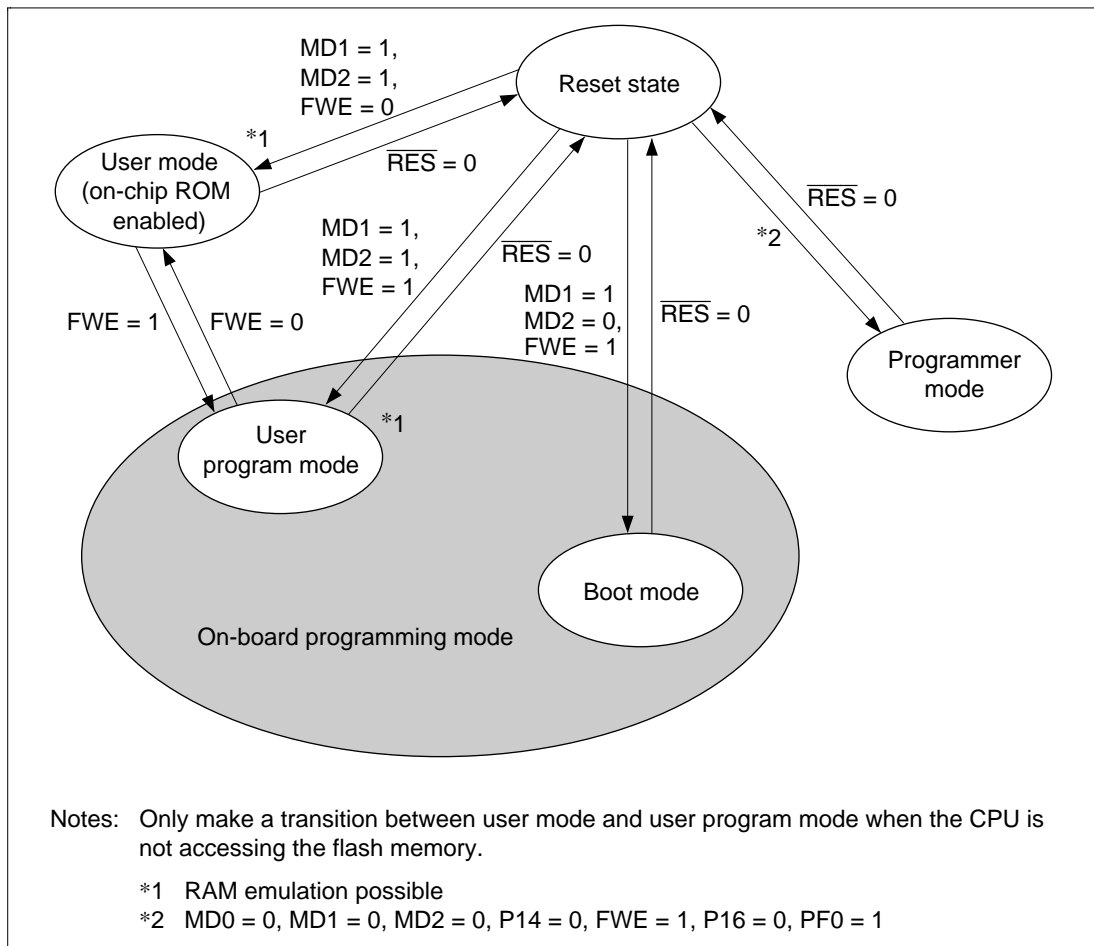 MD1 = 1,
MD2 = 1,
FWE = 0
Reset state
*1
User mode
(on-chip ROM
enabled)
RES = 0
MD1 = 1,
MD2 = 1,
FWE = 1
RES = 0
*2
RES = 0
FWE = 1
FWE = 0
MD1 = 1
MD2 = 0,
FWE = 1
RES = 0
Programmer
mode
*1
User
program mode
Boot mode
On-board programming mode
Notes: Only make a transition between user mode and user program mode when the CPU is
not accessing the flash memory.
*1 RAM emulation possible
*2 MD0 = 0, MD1 = 0, MD2 = 0, P14 = 0, FWE = 1, P16 = 0, PF0 = 1